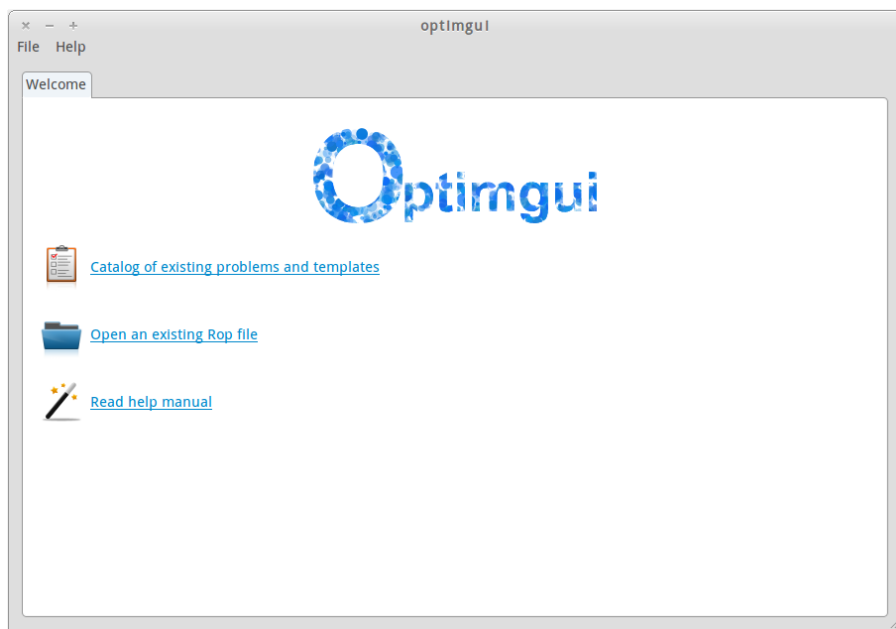 optimgui
File Help
Welcome
Optimgui
Catalog of existing problems and templates
Open an existing Rop file
Read help manual